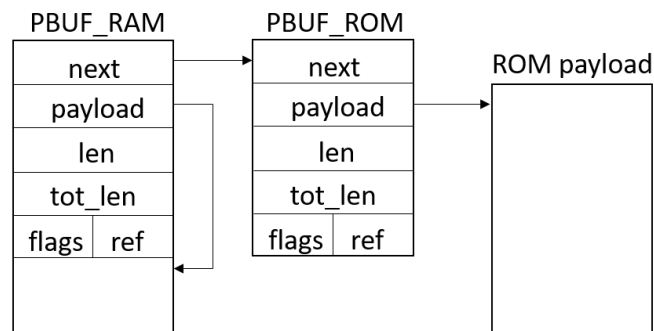 PBUF_RAM
next
payload
len
tot_len
flags ref
PBUF_ROM
next
payload
len
tot_len
flags ref
ROM payload